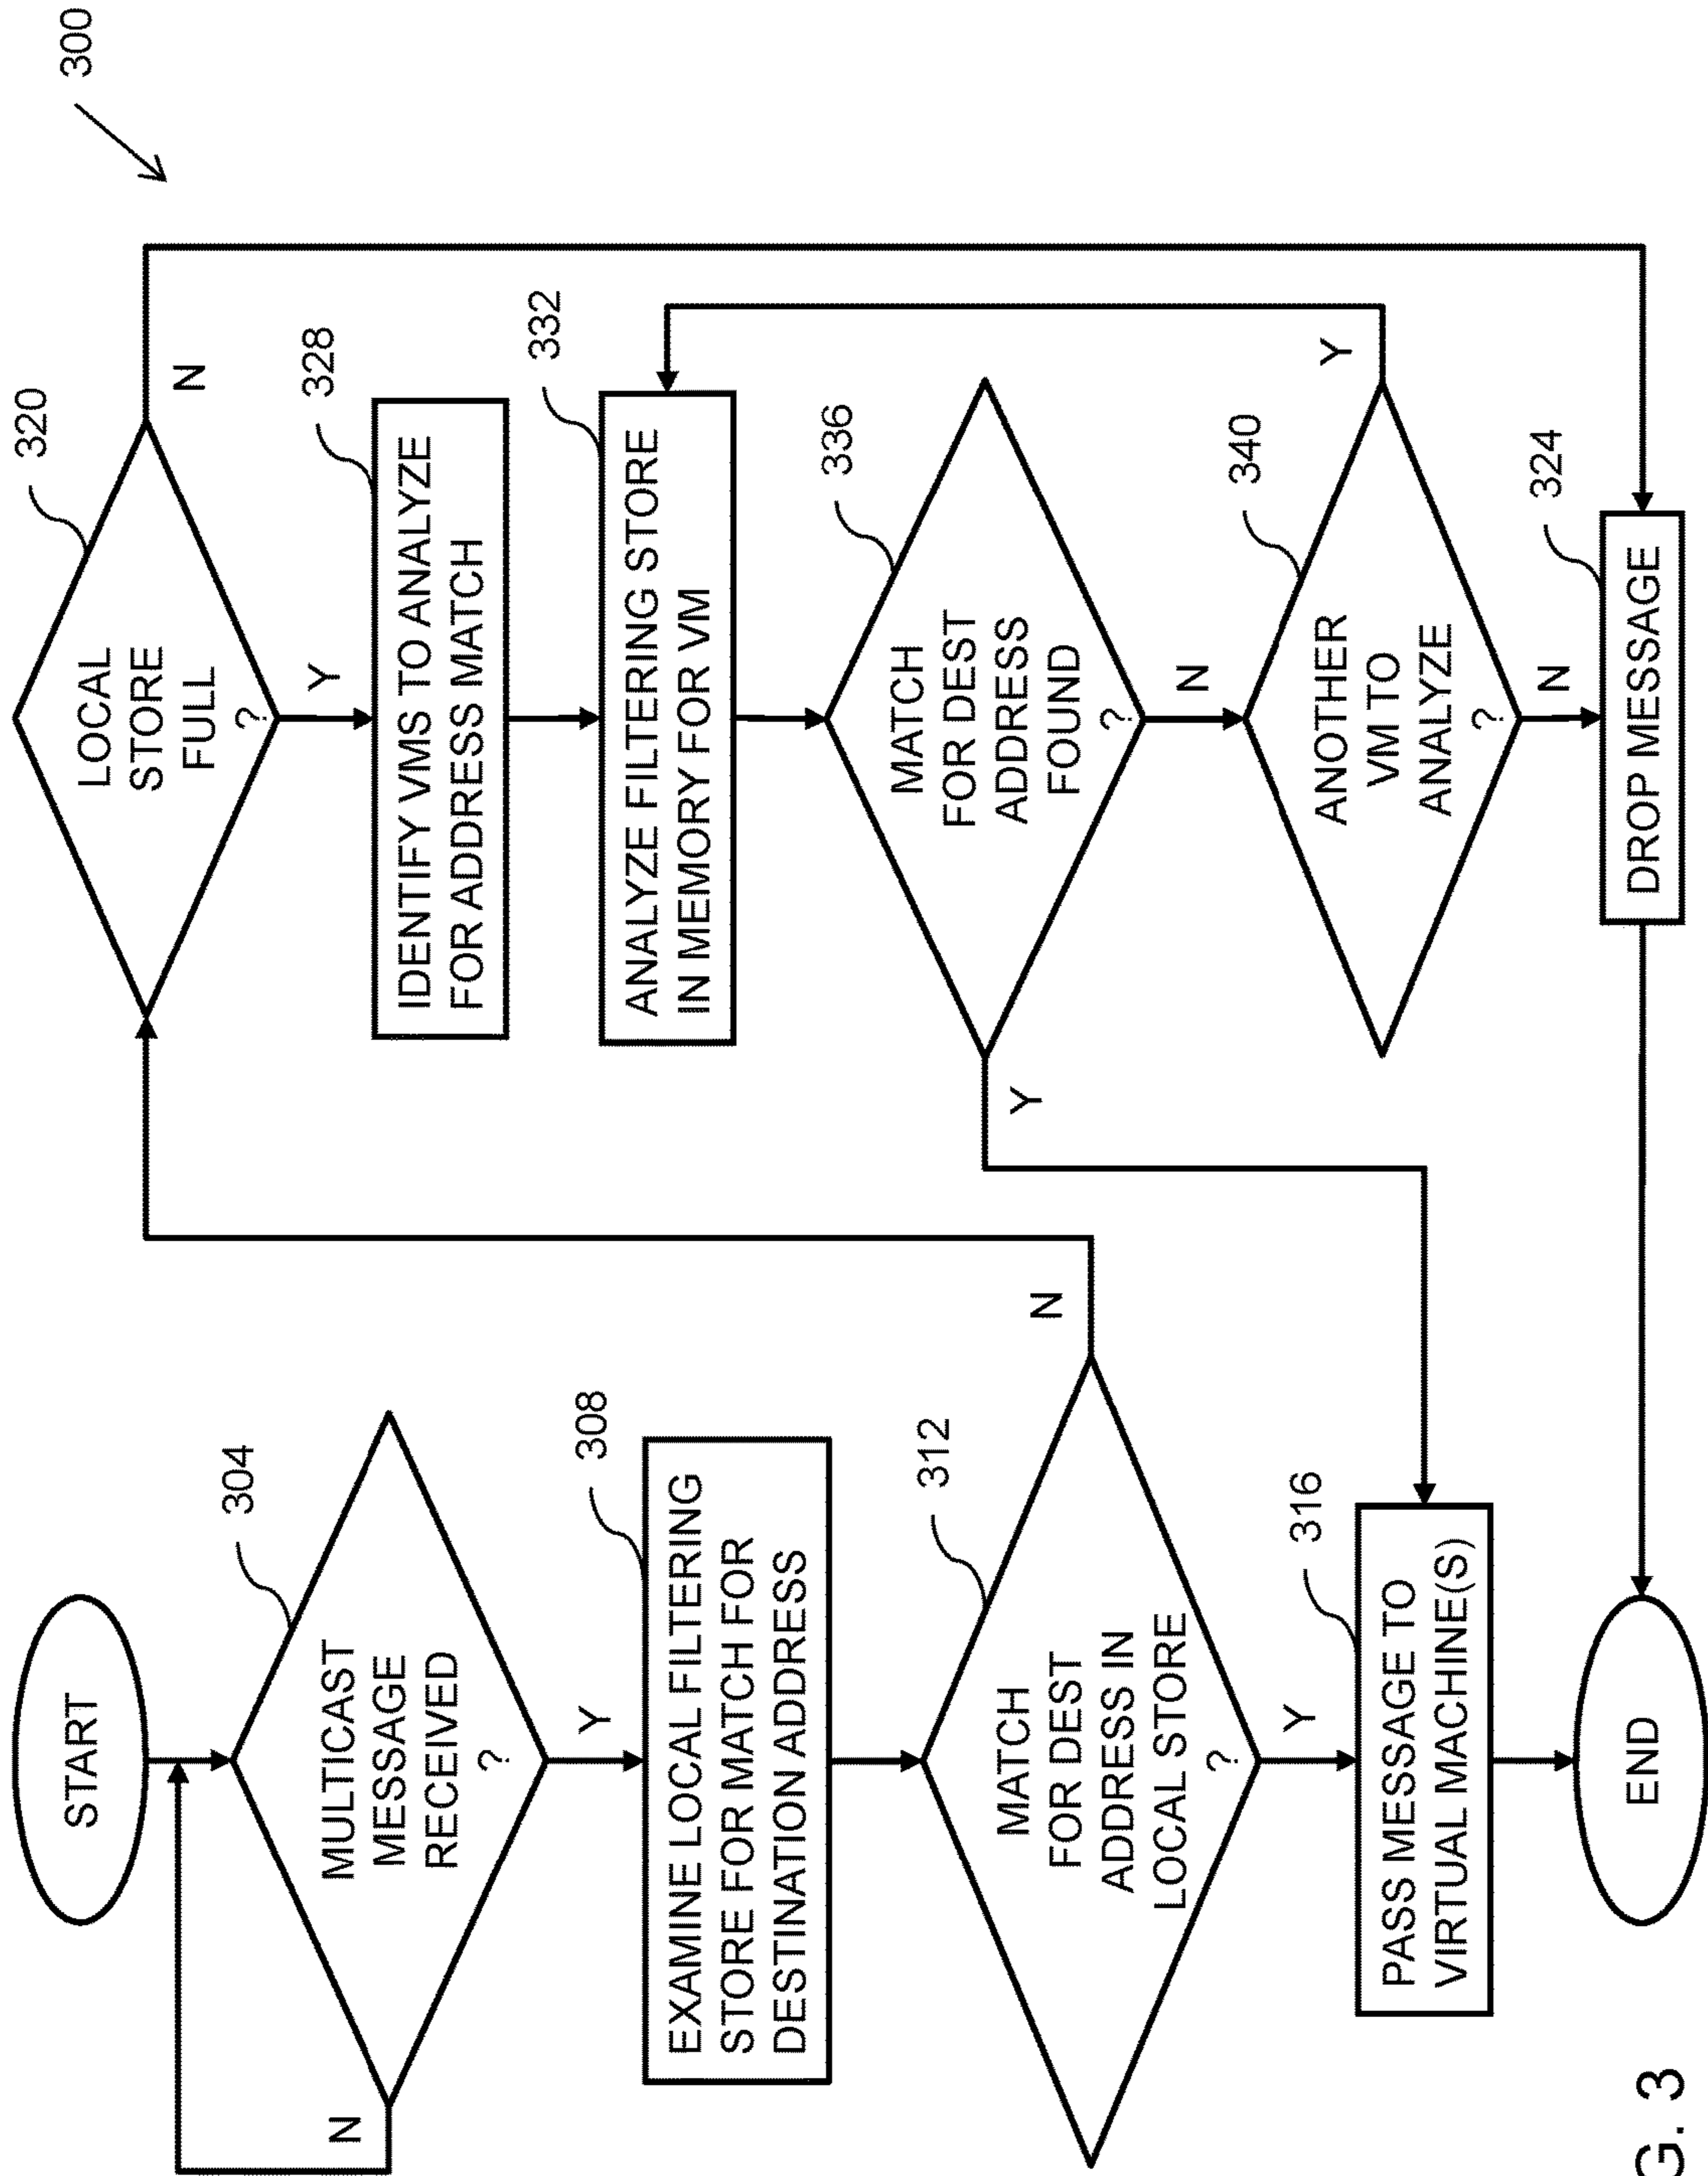 300
START
304
MULTICAST
MESSAGE
RECEIVED
?
N
Y
308
EXAMINE LOCAL FILTERING
STORE FOR MATCH FOR
DESTINATION ADDRESS
312
MATCH
FOR DEST
ADDRESS IN
LOCAL STORE
?
N
Y
316
PASS MESSAGE TO
VIRTUAL MACHINE(S)
END
320
LOCAL
STORE
FULL
?
N
Y
328
IDENTIFY VMS TO ANALYZE
FOR ADDRESS MATCH
332
ANALYZE FILTERING STORE
IN MEMORY FOR VM
336
MATCH
FOR DEST
ADDRESS
FOUND
?
Y
N
340
ANOTHER
VM TO
ANALYZE
?
Y
N
324
DROP MESSAGE
G. 3